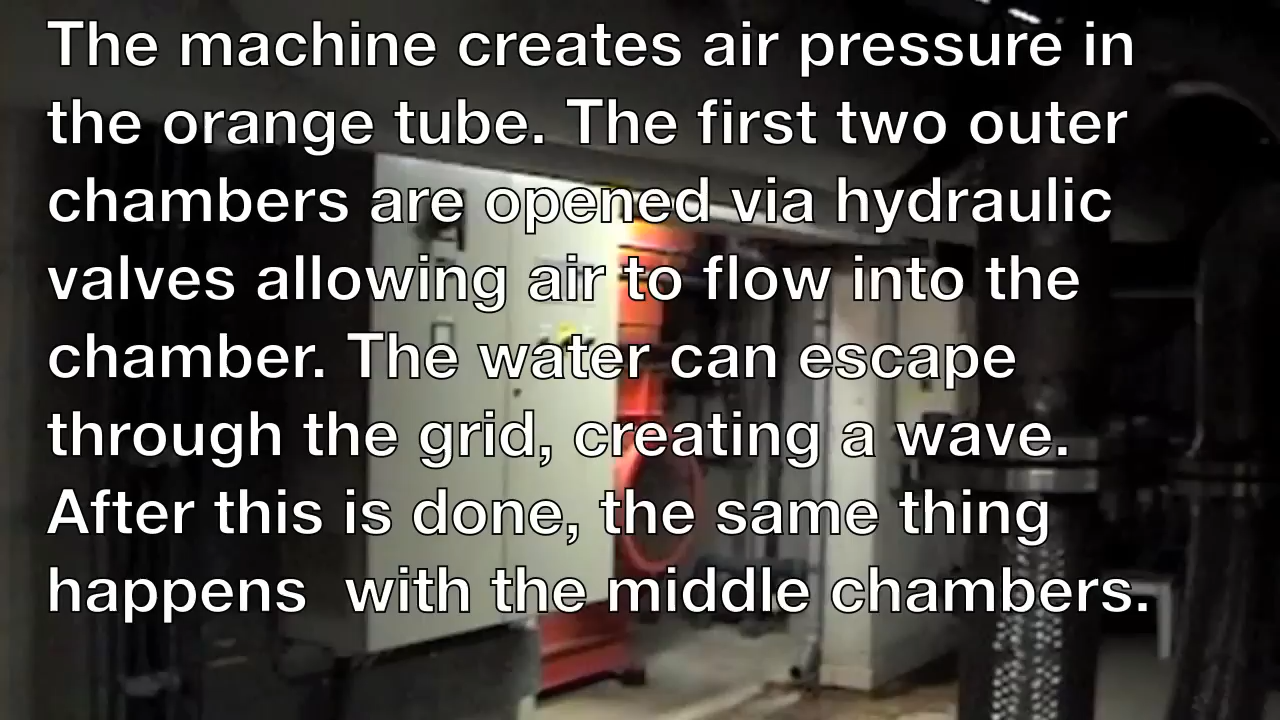 The machine creates air pressure in
the orange tube. The first two outer
chambers are opened via hydraulic
valves allowing air to flow into the
chamber. The water can escape
through the grid, creating a wave.
After this is done, the same thing
happens  with the middle chambers.